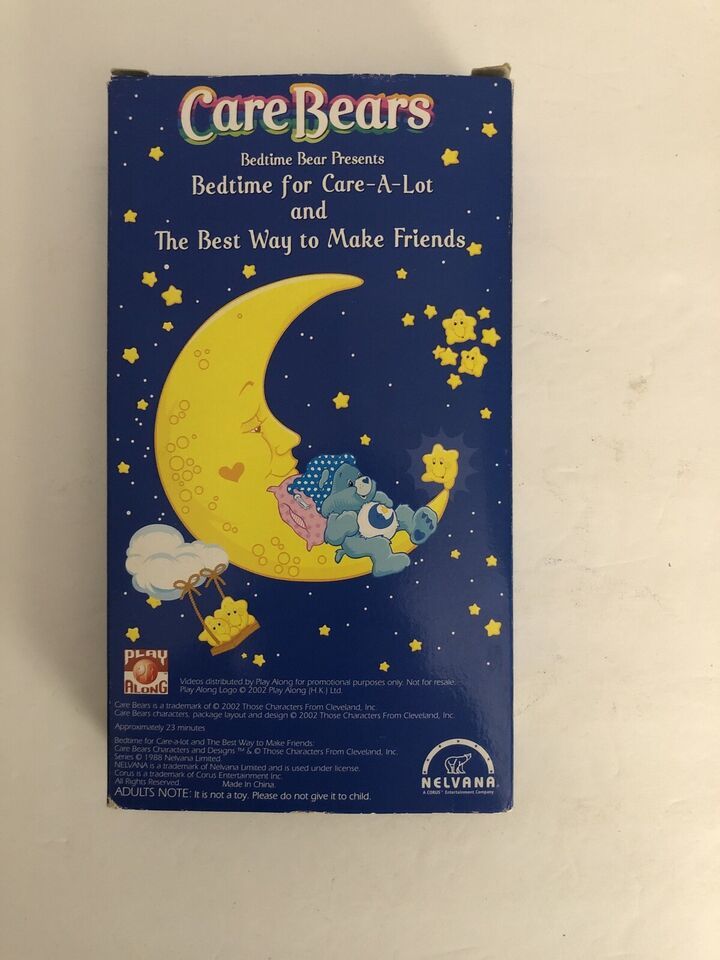 Care Bears
Bedtime Bear Presents
Bedtime for Care-A-Lot
and
The Best Way to Make Friends
PLAY
ALONG
Videos distributed by Play Along for promotional purposes only. Not for resale.
Play Along Logo © 2002 Play Along (H.K.) Ltd.
Care Bears is a trademark of © 2002 Those Characters From Cleveland, Inc.
Care Bears characters, package layout and design © 2002 Those Characters From Cleveland, Inc.
Approximately 23 minutes
Bedtime for Care-a-lot and The Best Way to Make Friends:
Care Bears Characters and Designs ™ & © Those Characters From Cleveland, Inc.
Series © 1988 Nelvana Limited.
NELVANA is a trademark of Nelvana Limited and is used under license.
Corus is a trademark of Corus Entertainment Inc.
All Rights Reserved. Made In China.
ADULTS NOTE: It is not a toy. Please do not give it to child.
NELVANA
A CORUS™ Entertainment Company